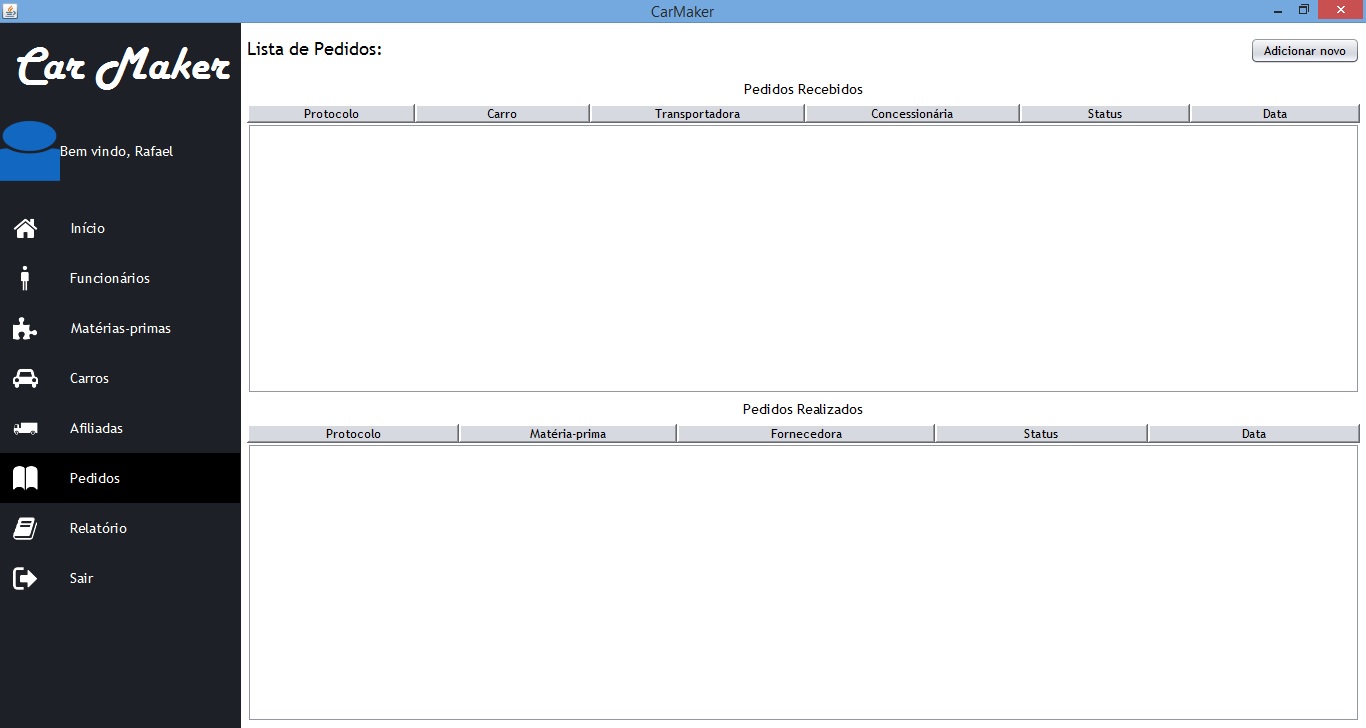 CarMaker
Car Maker
Bem vindo, Rafael
Início
Funcionários
Matérias-primas
Carros
Afiliadas
Pedidos
Relatório
Sair
Lista de Pedidos:
Adicionar novo
Pedidos Recebidos
Protocolo Carro Transportadora Concessionária Status Data
Pedidos Realizados
Protocolo Matéria-prima Fornecedora Status Data